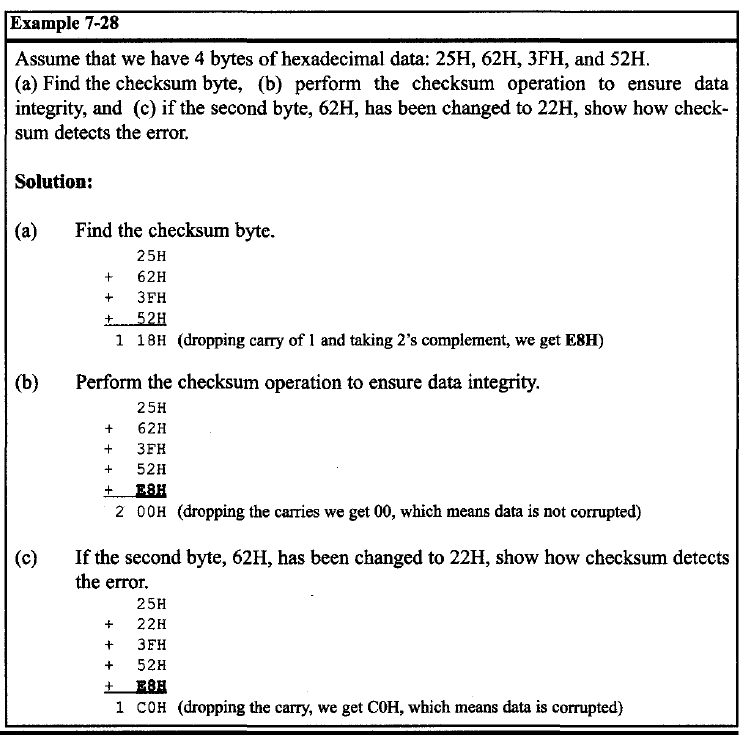 Example 7-28
Assume that we have 4 bytes of hexadecimal data: 25H, 62H, 3FH, and 52H.
(a) Find the checksum byte, (b) perform the checksum operation to ensure data
integrity, and (c) if the second byte, 62H, has been changed to 22H, show how check-
sum detects the error.
Solution:
(a) Find the checksum byte.
25H
+ 62H
+ 3FH
+ 52H
1 18H (dropping carry of 1 and taking 2's complement, we get E8H)
(b) Perform the checksum operation to ensure data integrity.
25H
+ 62H
+ 3FH
+ 52H
+ E8H
2 00H (dropping the carries we get 00, which means data is not corrupted)
(c) If the second byte, 62H, has been changed to 22H, show how checksum detects
the error.
25H
+ 22H
+ 3FH
+ 52H
+ E8H
1 C0H (dropping the carry, we get C0H, which means data is corrupted)